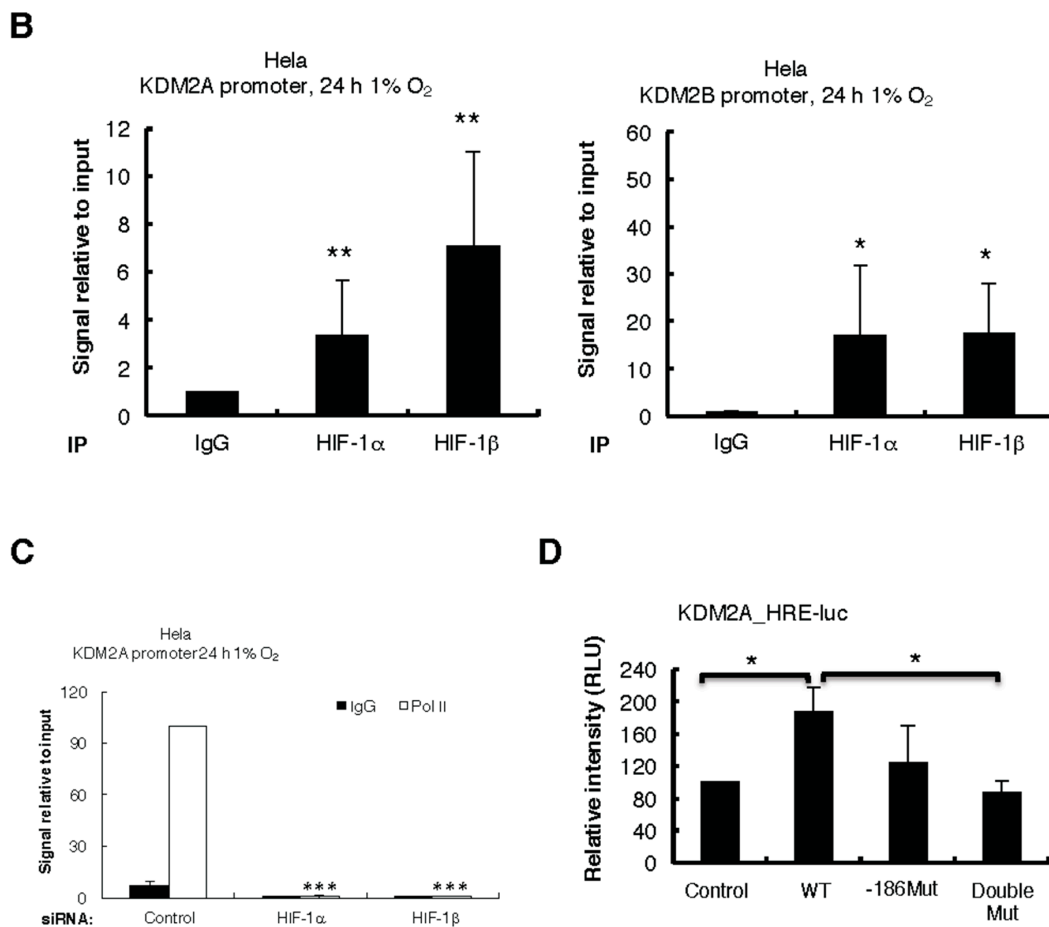 B
Hela
KDM2A promoter, 24 h 1% O₂
Signal relative to input
12
10
8
6
4
2
0
**
**
IP
IgG
HIF-1α
HIF-1β
Hela
KDM2B promoter, 24 h 1% O₂
Signal relative to input
60
50
40
30
20
10
0
*
*
IP
IgG
HIF-1α
HIF-1β
C
Hela
KDM2A promoter24 h 1% O₂
Signal relative to input
120
90
60
30
0
IgG
Pol II
***
***
siRNA:
Control
HIF-1α
HIF-1β
D
KDM2A_HRE-luc
Relative intensity (RLU)
240
200
160
120
80
40
0
*
*
Control
WT
-186Mut
Double
Mut